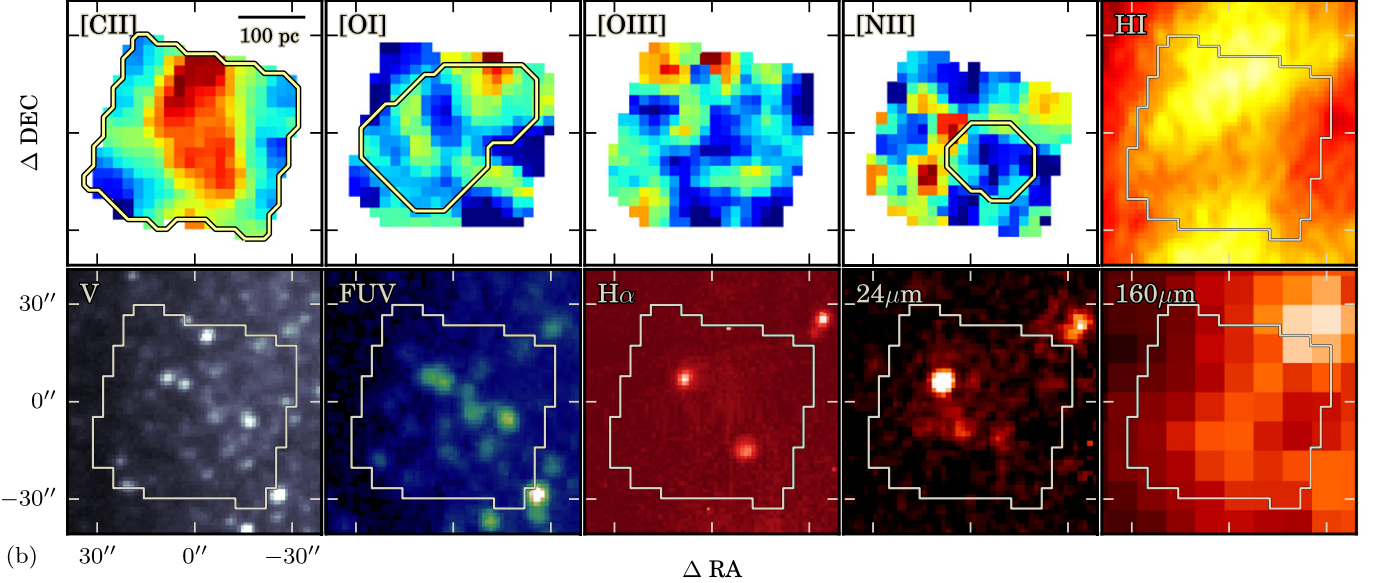 [CII]
100 pc
[OI]
[OIII]
[NII]
HI
Δ DEC
V
FUV
Hα
24μm
160μm
30″
0″
−30″
(b)
30″
0″
−30″
Δ RA